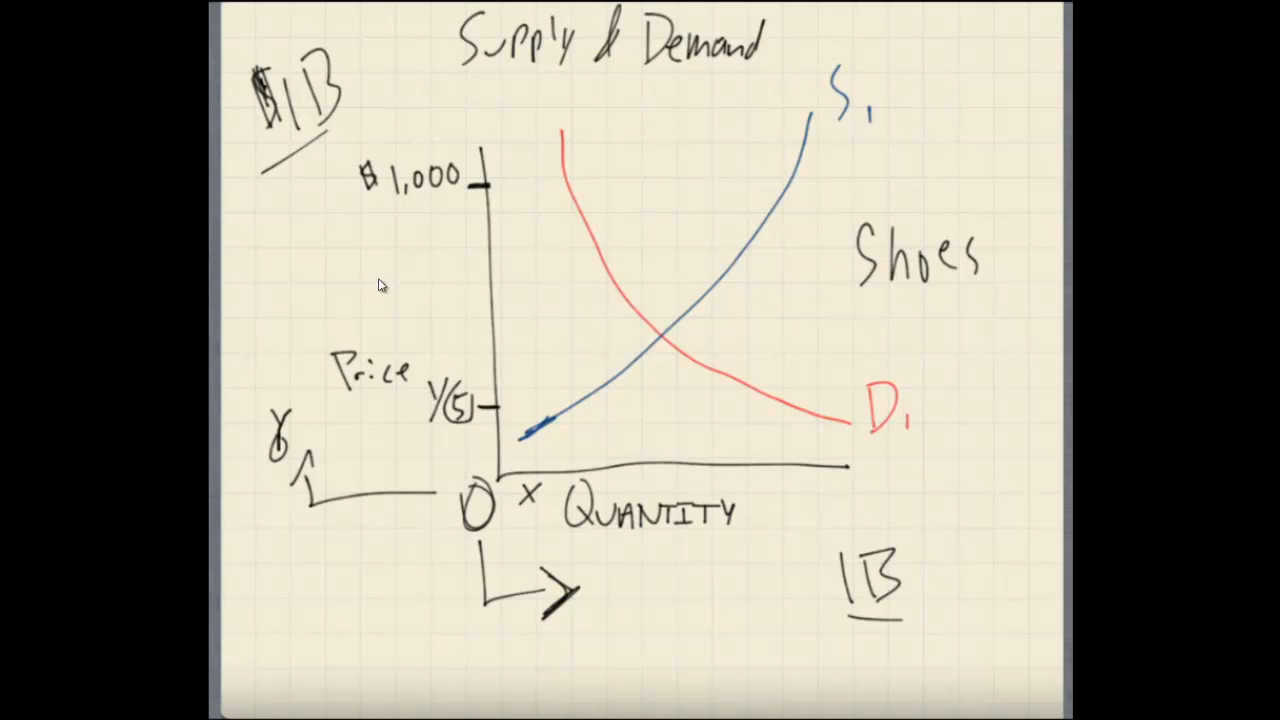 Supply & Demand
$1B
S1
$1,000
Shoes
Price
D1
0
x QUANTITY
1B